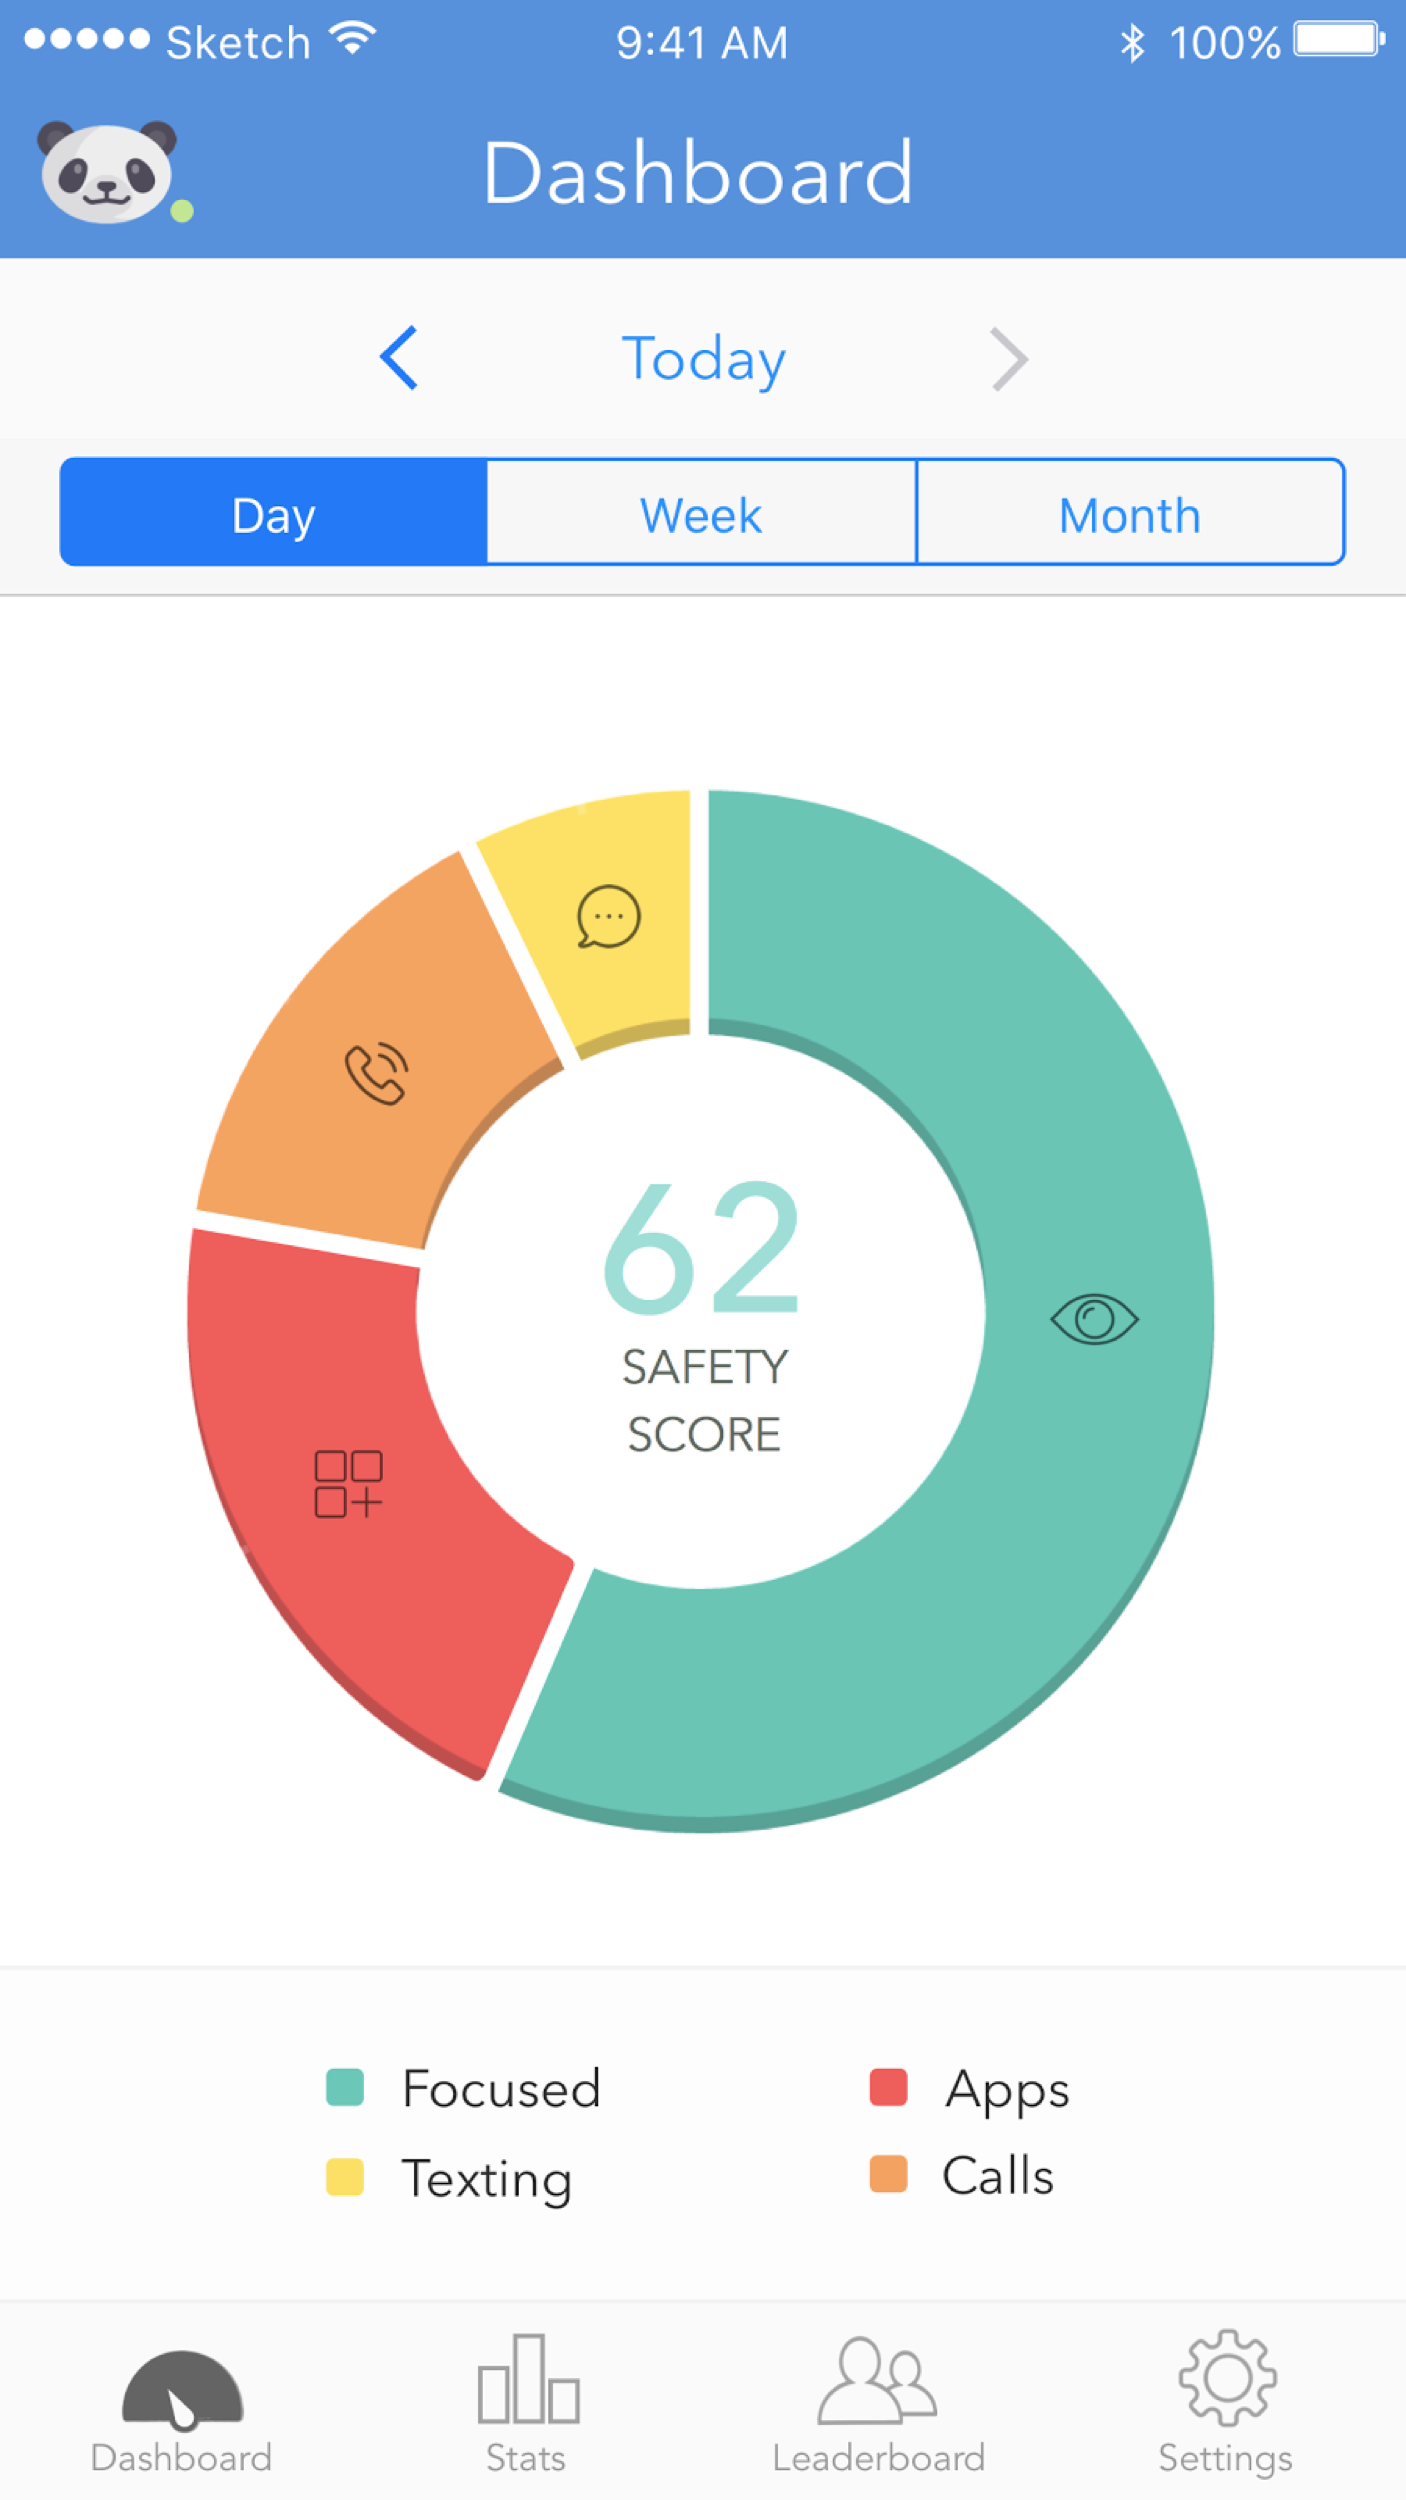 Sketch 9:41 AM 100%
Dashboard
Today
Day Week Month
62
SAFETY
SCORE
Focused Apps
Texting Calls
Dashboard Stats Leaderboard Settings